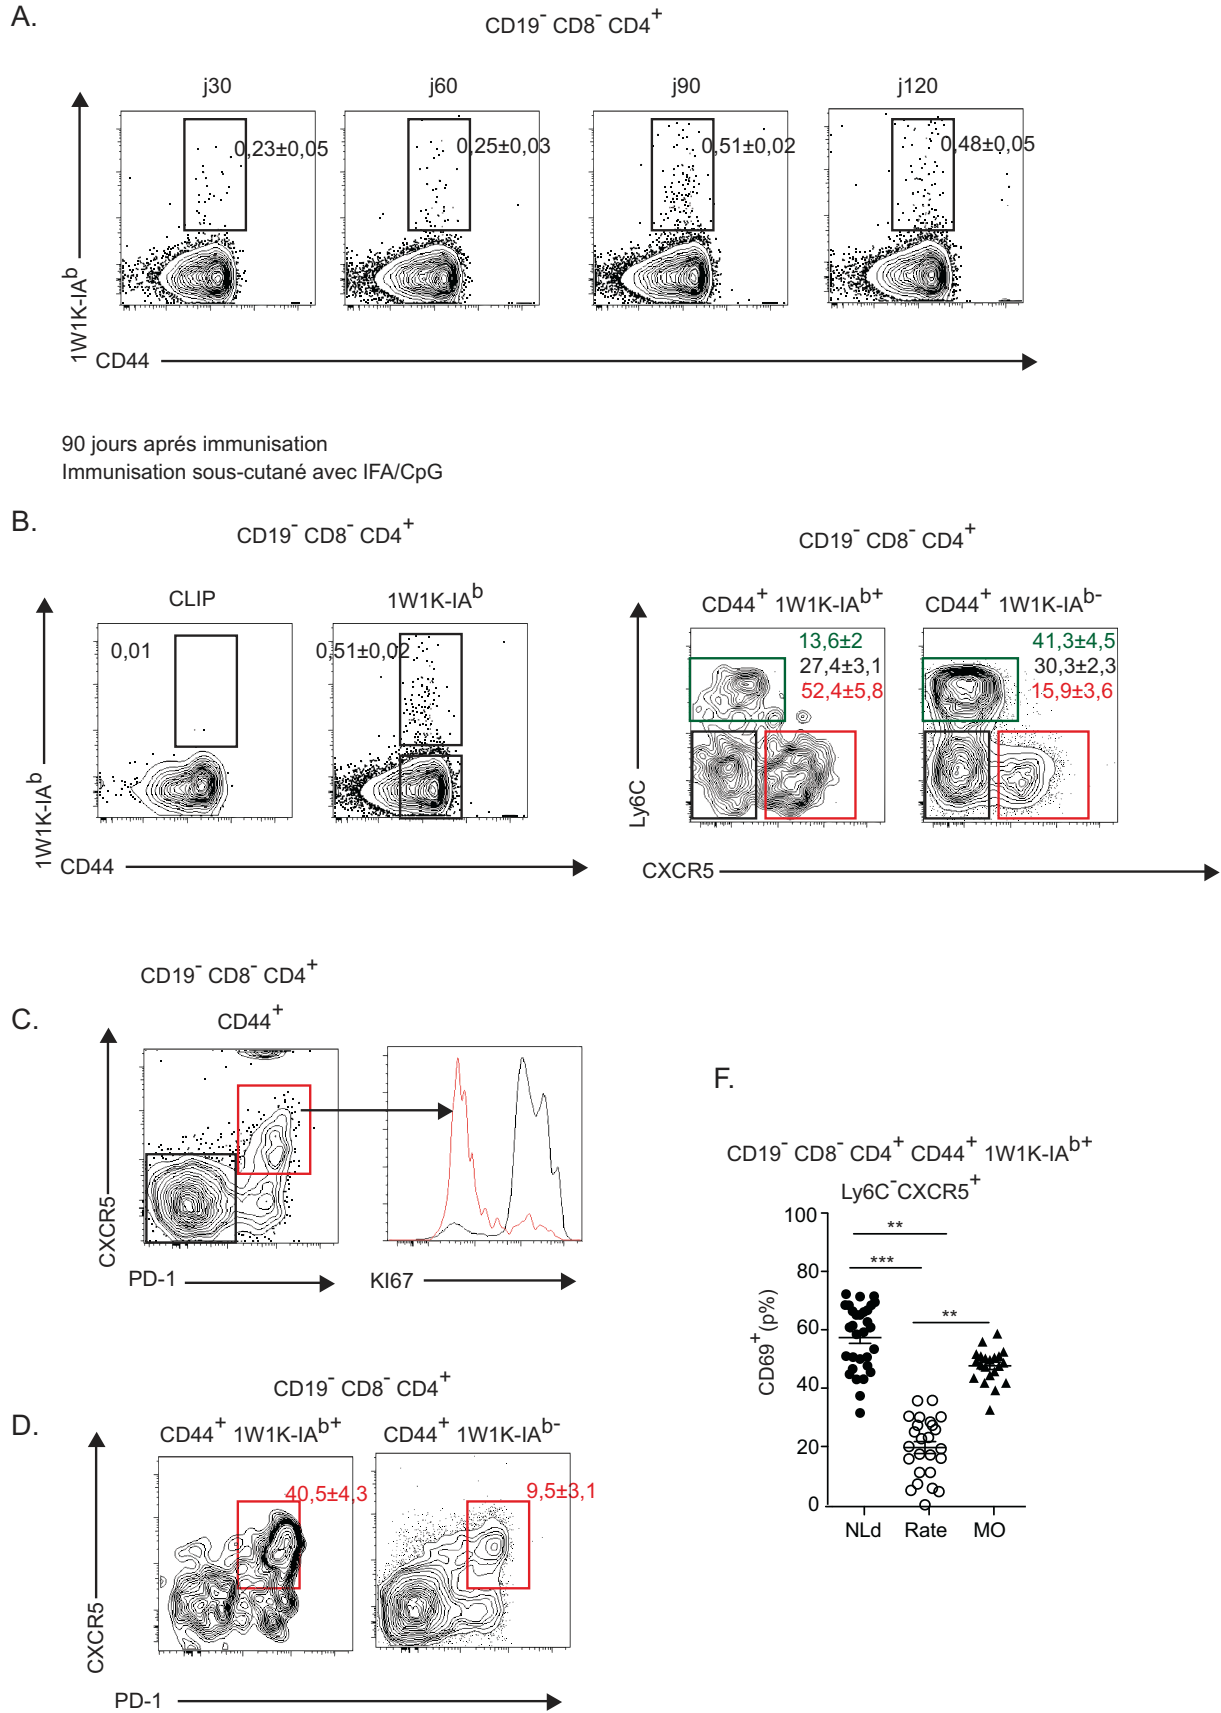 A.
CD19⁻ CD8⁻ CD4⁺
j30 j60 j90 j120
0,23±0,05 0,25±0,03 0,51±0,02 0,48±0,05
1W1K-IAᵇ
CD44
90 jours aprés immunisation
Immunisation sous-cutané avec IFA/CpG
B.
CD19⁻ CD8⁻ CD4⁺
CLIP 1W1K-IAᵇ
0,01 0,51±0,02
1W1K-IAᵇ
CD44
CD19⁻ CD8⁻ CD4⁺
CD44⁺ 1W1K-IAᵇ⁺ CD44⁺ 1W1K-IAᵇ⁻
13,6±2 41,3±4,5
27,4±3,1 30,3±2,3
52,4±5,8 15,9±3,6
Ly6C
CXCR5
CD19⁻ CD8⁻ CD4⁺
C.
CD44⁺
CXCR5
PD-1 KI67
F.
CD19⁻ CD8⁻ CD4⁺ CD44⁺ 1W1K-IAᵇ⁺
Ly6C⁻CXCR5⁺
CD69⁺(p%)
100
80
60
40
20
0
**
***
**
NLd Rate MO
CD19⁻ CD8⁻ CD4⁺
D.
CD44⁺ 1W1K-IAᵇ⁺ CD44⁺ 1W1K-IAᵇ⁻
40,5±4,3 9,5±3,1
CXCR5
PD-1